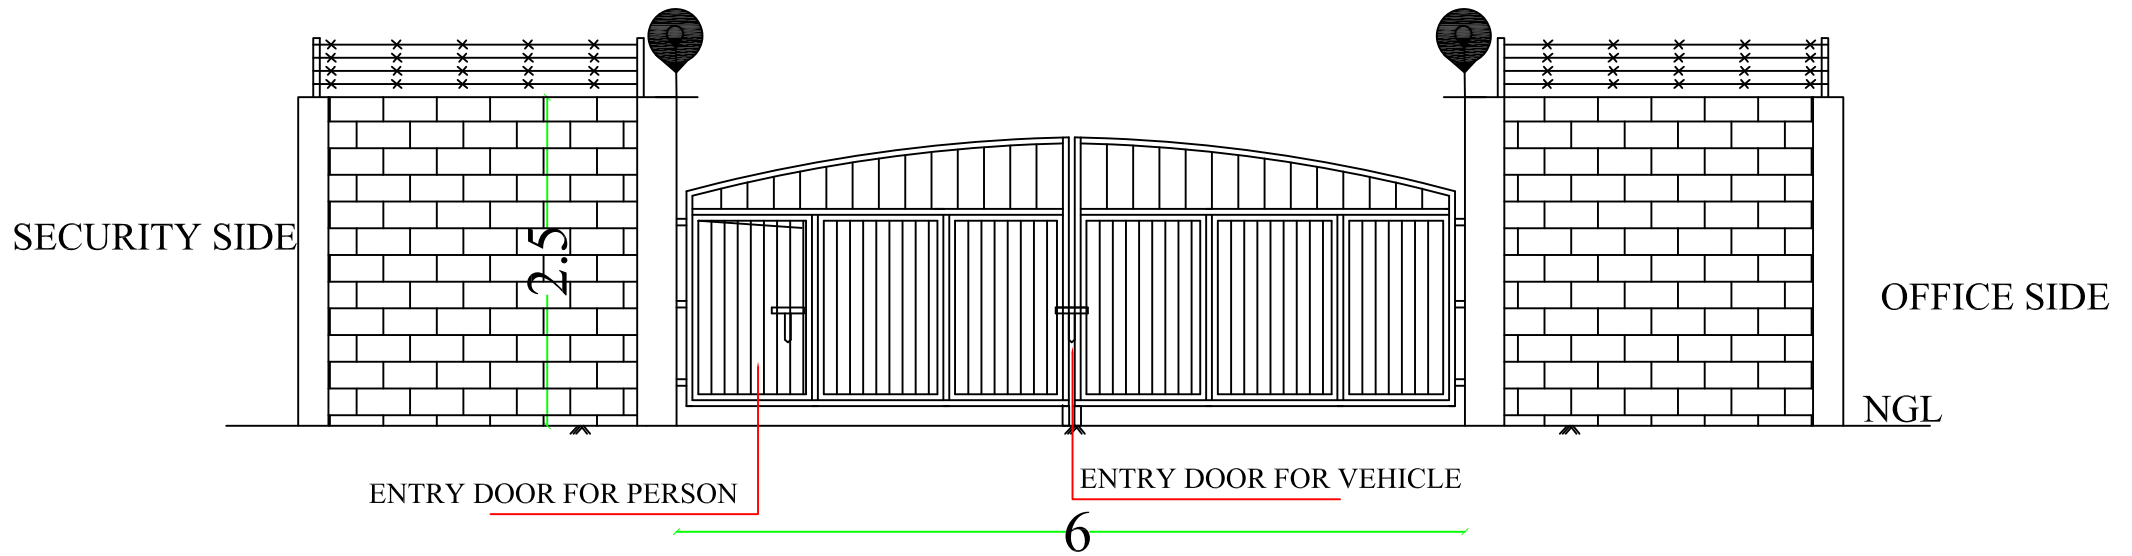 SECURITY SIDE
2.5
OFFICE SIDE
NGL
ENTRY DOOR FOR PERSON
ENTRY DOOR FOR VEHICLE
6